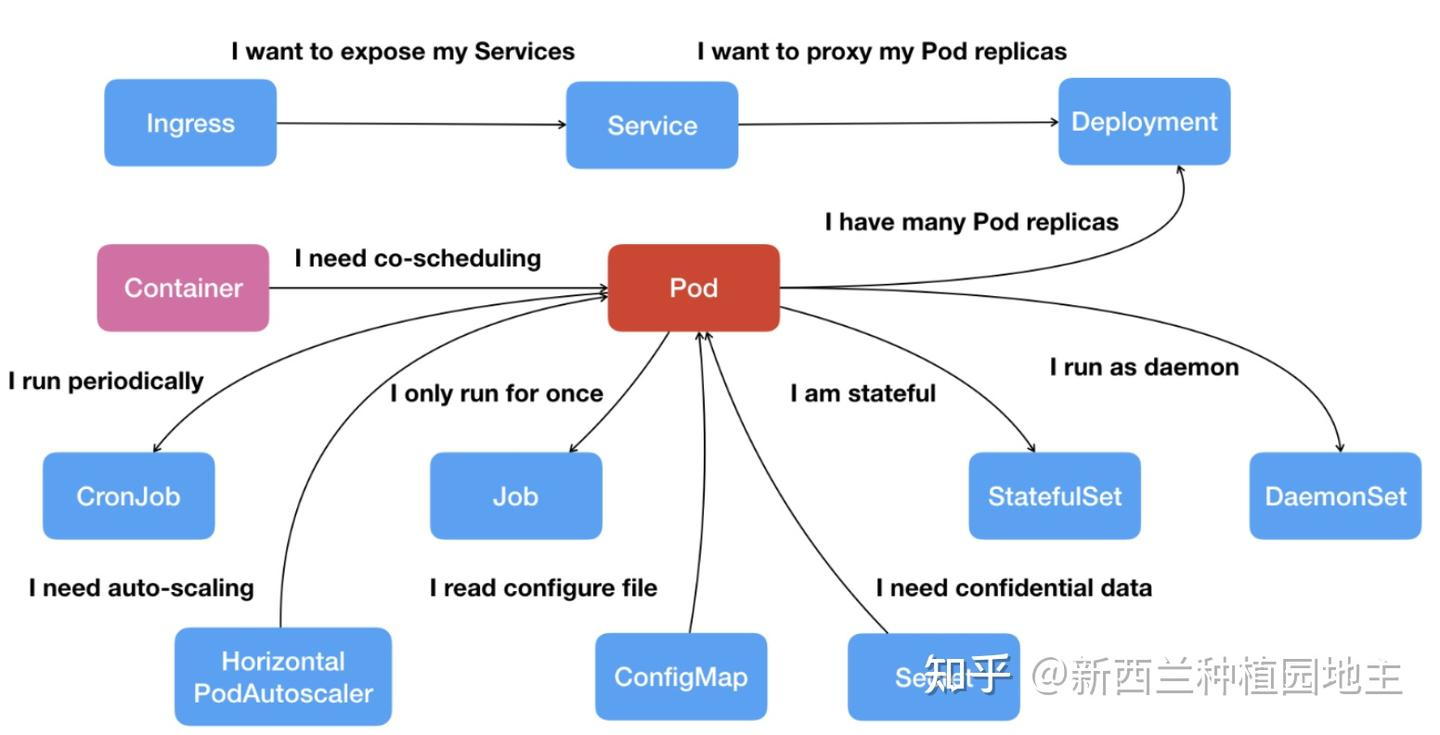 I want to expose my Services
I want to proxy my Pod replicas
Ingress
Service
Deployment
I have many Pod replicas
I need co-scheduling
Container
Pod
I run periodically
I only run for once
I am stateful
I run as daemon
CronJob
Job
StatefulSet
DaemonSet
I need auto-scaling
I read configure file
I need confidential data
Horizontal
PodAutoscaler
ConfigMap
Secret
知乎 @新西兰种植园地主